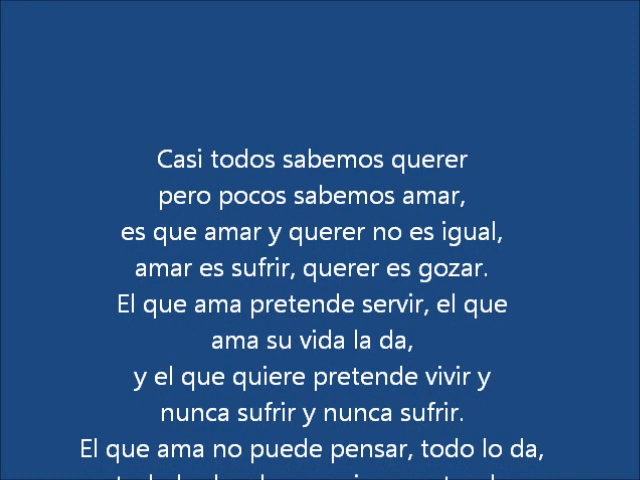 Casi todos sabemos querer
pero pocos sabemos amar,
es que amar y querer no es igual,
amar es sufrir, querer es gozar.
El que ama pretende servir, el que
ama su vida la da,
y el que quiere pretende vivir y
nunca sufrir y nunca sufrir.
El que ama no puede pensar, todo lo da,